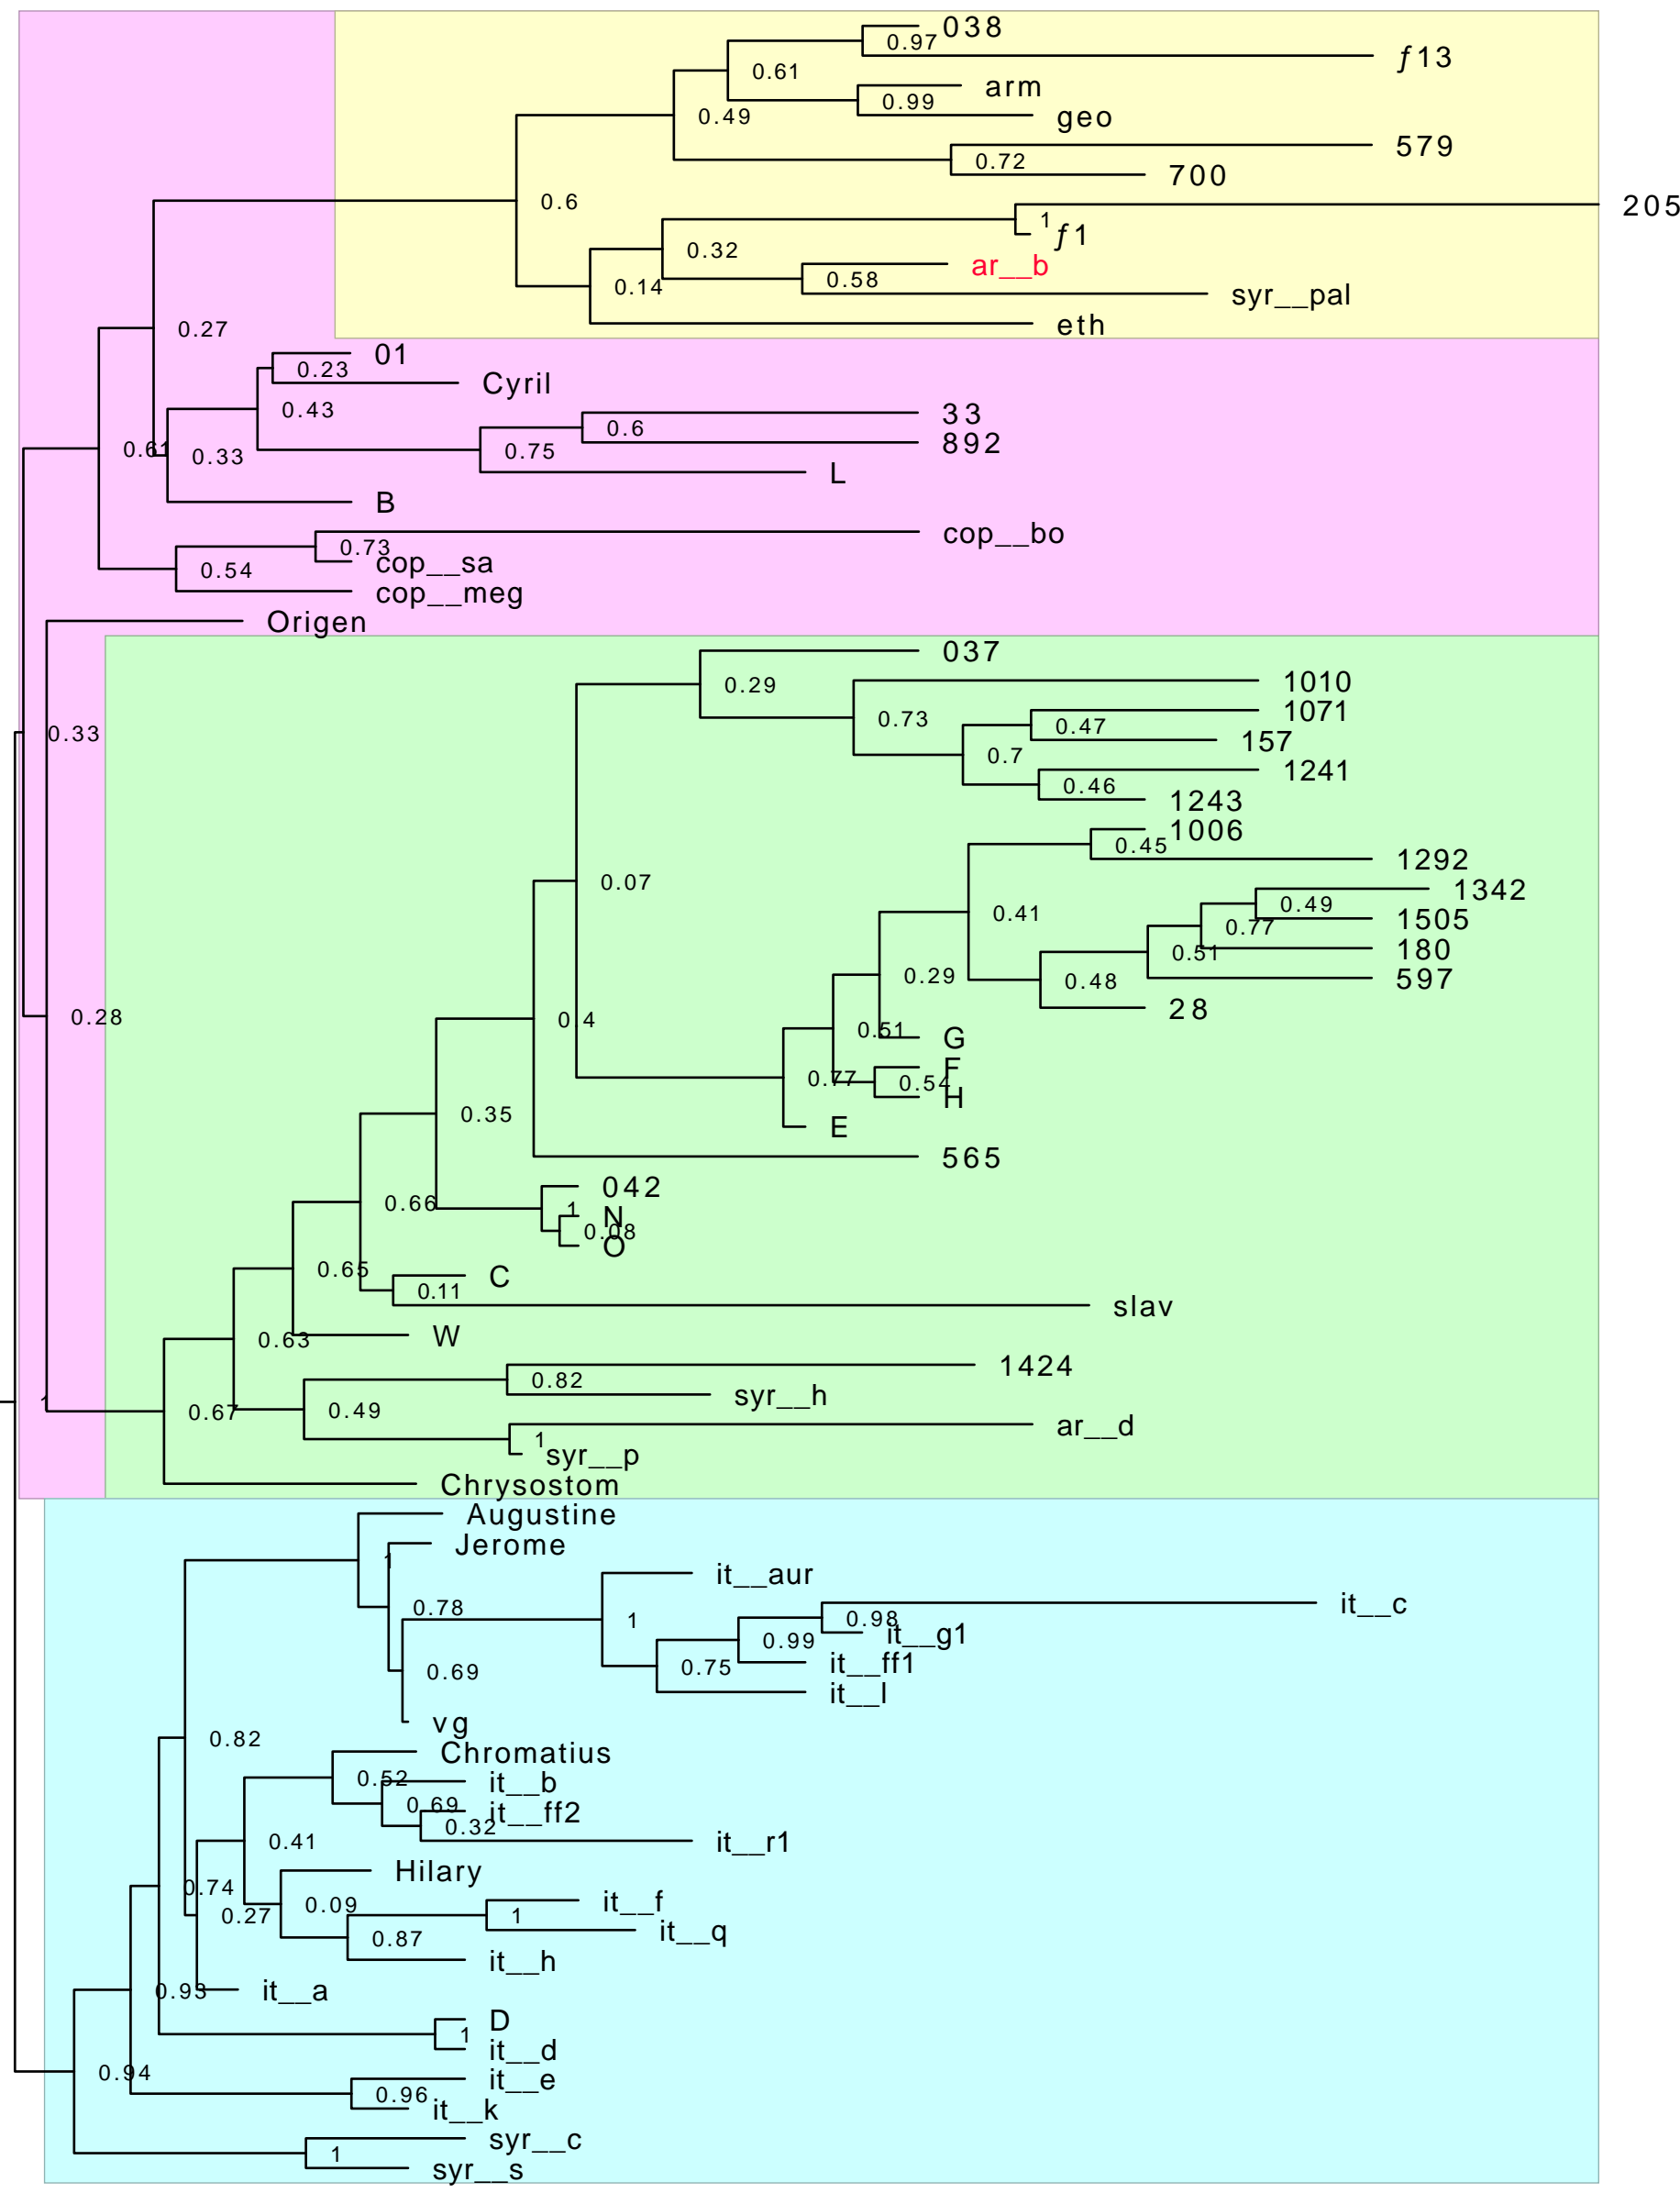 038
0.97
ƒ13
0.61
arm
0.99
geo
0.49
579
0.72
700
0.6
205
1
ƒ1
0.32
ar__b
0.58
0.14
syr__pal
eth
0.27
01
0.23
Cyril
0.43
33
0.6
892
0.75
0.61
0.33
L
B
cop__bo
0.73
cop__sa
0.54
cop__meg
Origen
037
0.29
1010
0.73
1071
0.33
0.47
157
0.7
1241
0.46
1243
1006
0.45
1292
0.07
1342
0.49
0.41
1505
0.77
180
0.51
0.29
597
0.48
28
0.28
0.4
0.51
G
F
0.77
0.54
H
0.35
E
565
042
0.66
1
N
0.08
O
0.65
C
0.11
slav
0.63
W
1424
0.82
syr__h
1
0.67
0.49
ar__d
1
syr__p
Chrysostom
Augustine
Jerome
1
it__aur
0.78
it__c
1
0.98
it__g1
0.99
it__ff1
0.69
0.75
it__l
vg
0.82
Chromatius
0.52
it__b
0.69
it__ff2
0.32
0.41
it__r1
Hilary
0.74
0.09
it__f
0.27
1
it__q
0.87
it__h
0.93
it__a
D
1
it__d
0.94
it__e
0.96
it__k
syr__c
1
syr__s